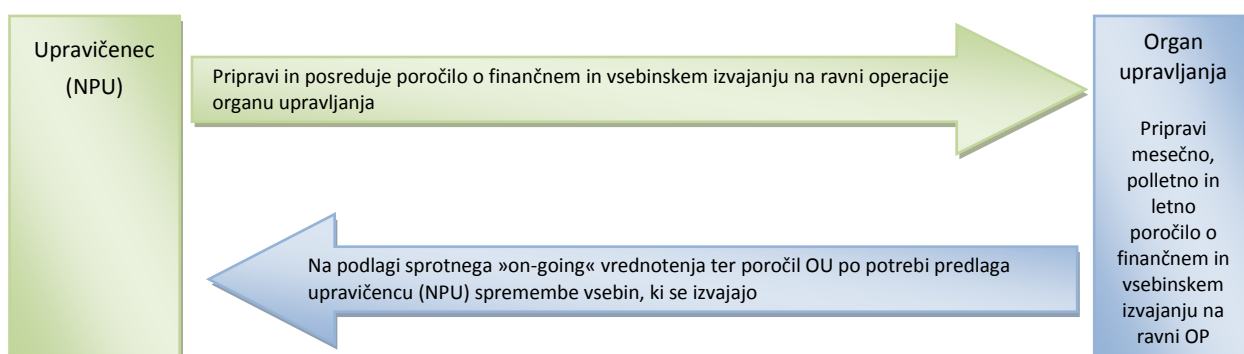 Upravičenec
(NPU)
Pripravi in posreduje poročilo o finančnem in vsebinskem izvajanju na ravni operacije
organu upravljanja
Na podlagi sprotnega »on-going« vrednotenja ter poročil OU po potrebi predlaga
upravičencu (NPU) spremembe vsebin, ki se izvajajo
Organ
upravljanja
Pripravi
mesečno,
polletno in
letno
poročilo o
finančnem in
vsebinskem
izvajanju na
ravni OP